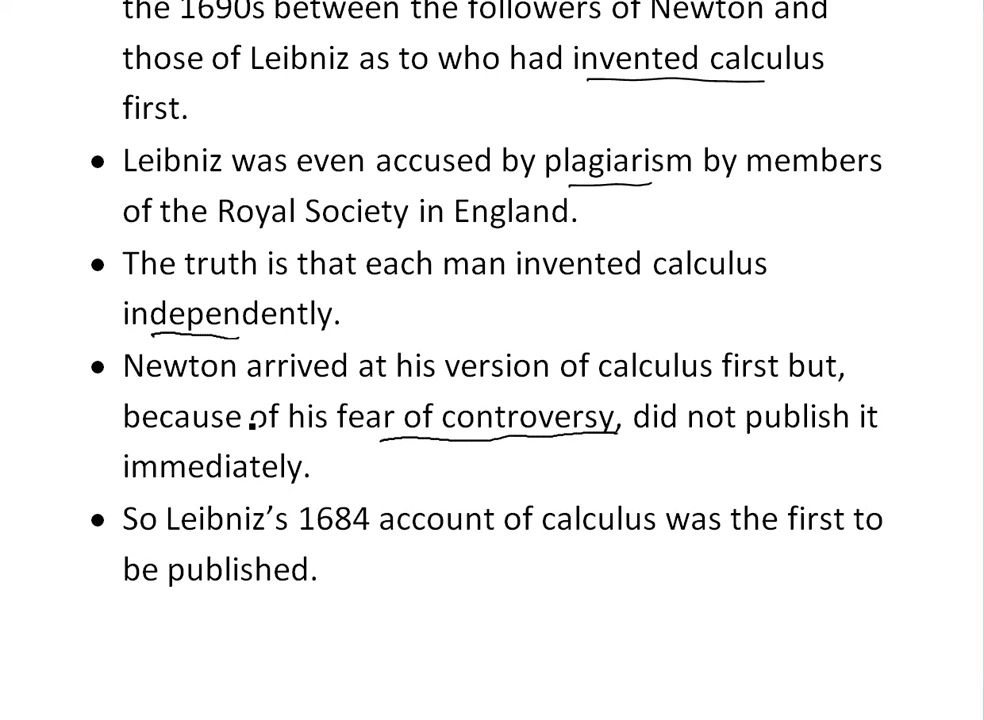 the 1690s between the followers of Newton and
those of Leibniz as to who had invented calculus
first.
• Leibniz was even accused by plagiarism by members
of the Royal Society in England.
• The truth is that each man invented calculus
independently.
• Newton arrived at his version of calculus first but,
because of his fear of controversy, did not publish it
immediately.
• So Leibniz’s 1684 account of calculus was the first to
be published.